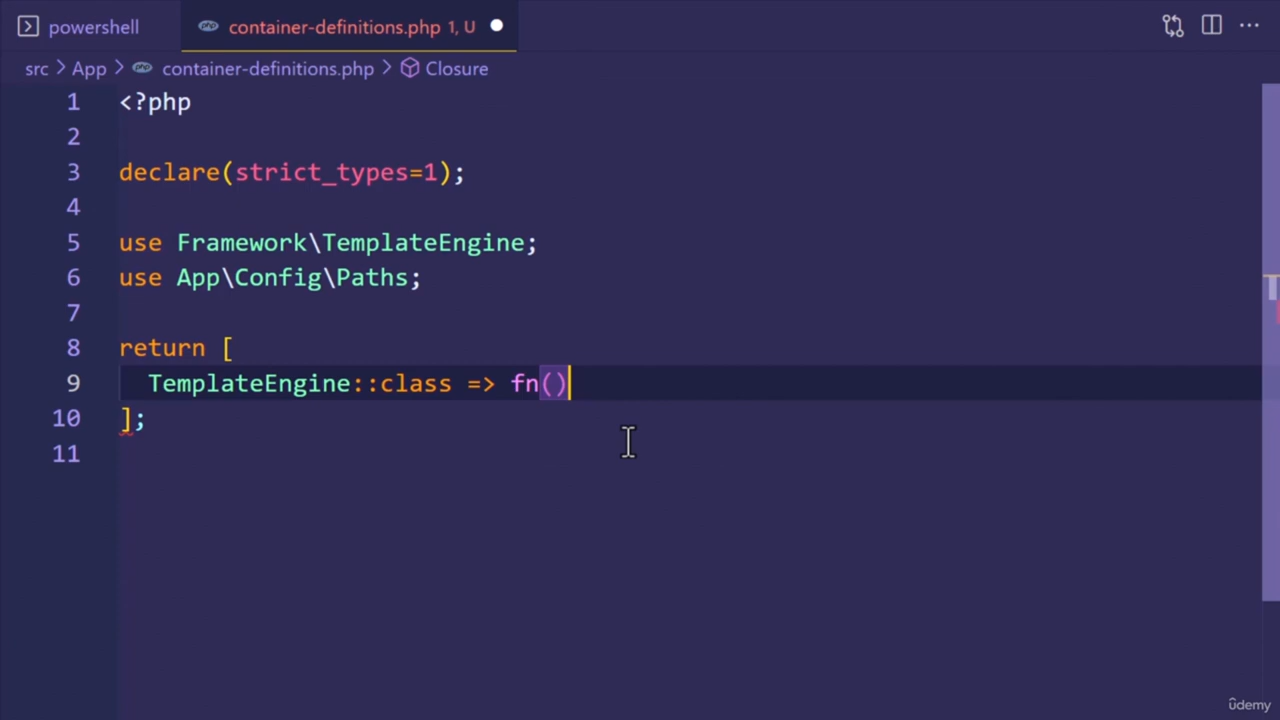 powershell
container-definitions.php 1, U
src > App > container-definitions.php > Closure
1 <?php
2
3 declare(strict_types=1);
4
5 use Framework\TemplateEngine;
6 use App\Config\Paths;
7
8 return [
9 TemplateEngine::class => fn()
10 ];
11
ûdemy